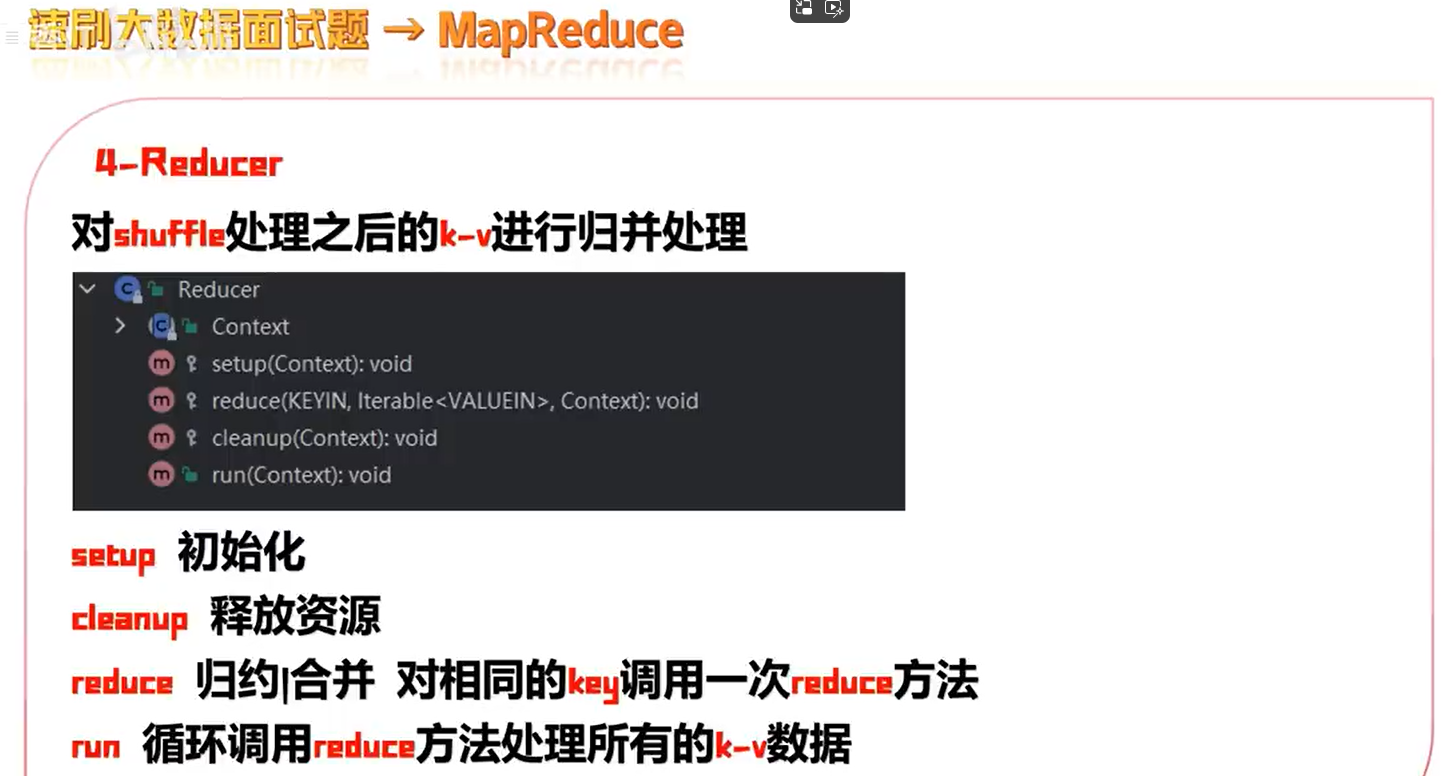 速刷大数据面试题 → MapReduce
4-Reducer
对shuffle处理之后的k-v进行归并处理
Reducer
Context
setup(Context): void
reduce(KEYIN, Iterable<VALUEIN>, Context): void
cleanup(Context): void
run(Context): void
setup 初始化
cleanup 释放资源
reduce 归约|合并 对相同的key调用一次reduce方法
run 循环调用reduce方法处理所有的k-v数据